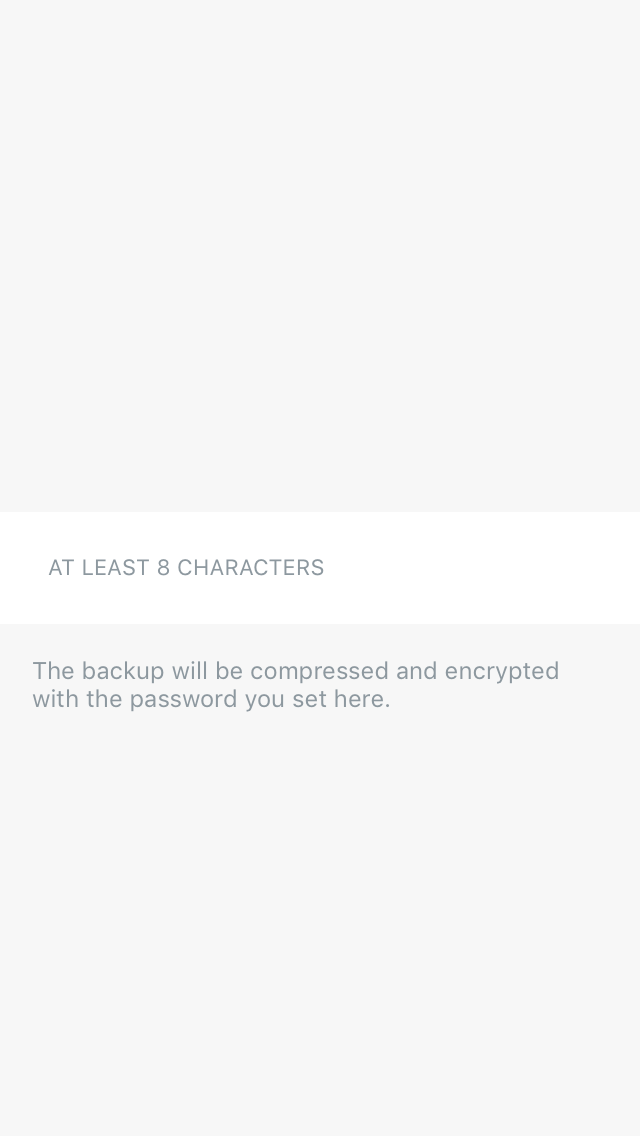 AT LEAST 8 CHARACTERS
The backup will be compressed and encrypted
with the password you set here.